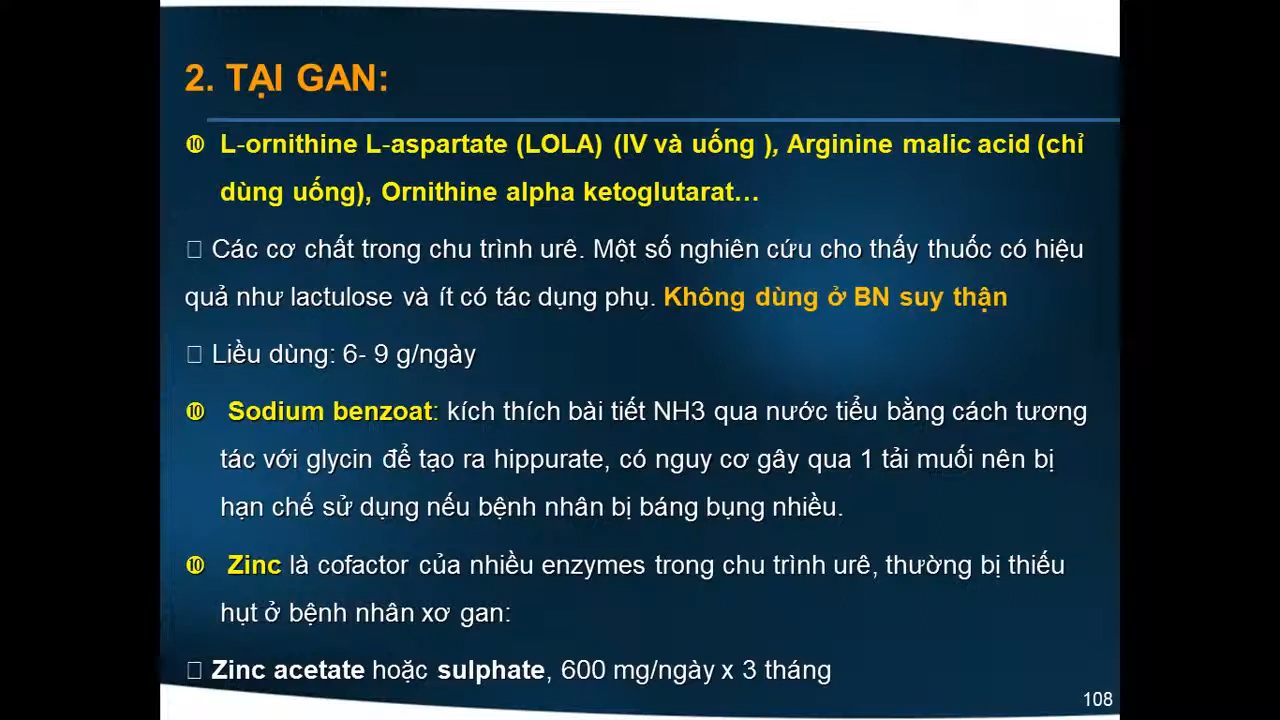 2. TẠI GAN:
❿ L-ornithine L-aspartate (LOLA) (IV và uống ), Arginine malic acid (chỉ
dùng uống), Ornithine alpha ketoglutarat…
□ Các cơ chất trong chu trình urê. Một số nghiên cứu cho thấy thuốc có hiệu
quả như lactulose và ít có tác dụng phụ. Không dùng ở BN suy thận
□ Liều dùng: 6- 9 g/ngày
❿ Sodium benzoat: kích thích bài tiết NH3 qua nước tiểu bằng cách tương
tác với glycin để tạo ra hippurate, có nguy cơ gây qua 1 tải muối nên bị
hạn chế sử dụng nếu bệnh nhân bị báng bụng nhiều.
❿ Zinc là cofactor của nhiều enzymes trong chu trình urê, thường bị thiếu
hụt ở bệnh nhân xơ gan:
□ Zinc acetate hoặc sulphate, 600 mg/ngày x 3 tháng
108